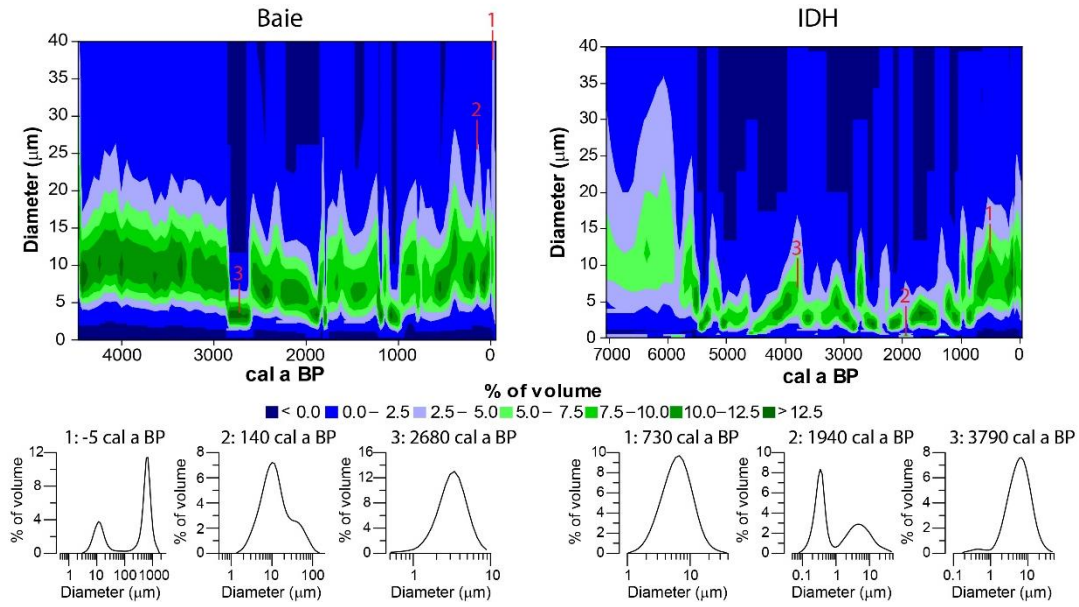 Baie
IDH
1
40
35
30
25
20
15
10
5
0
Diameter (μm)
2
3
4000
3000
2000
1000
0
cal a BP
40
35
30
25
20
15
10
5
0
Diameter (μm)
1
3
2
7000
6000
5000
4000
3000
2000
1000
0
cal a BP
% of volume
< 0.0 0.0 – 2.5 2.5 – 5.0 5.0 – 7.5 7.5 – 10.0 10.0 – 12.5 > 12.5
1: -5 cal a BP
12
8
4
0
% of volume
1 10 100 1000
Diameter (μm)
2: 140 cal a BP
8
6
4
2
0
% of volume
1 10 100
Diameter (μm)
3: 2680 cal a BP
16
12
8
4
0
% of volume
1 10
Diameter (μm)
1: 730 cal a BP
10
8
6
4
2
0
% of volume
1 10
Diameter (μm)
2: 1940 cal a BP
10
8
6
4
2
0
% of volume
0.1 1 10
Diameter (μm)
3: 3790 cal a BP
8
6
4
2
0
% of volume
0.1 1 10
Diameter (μm)